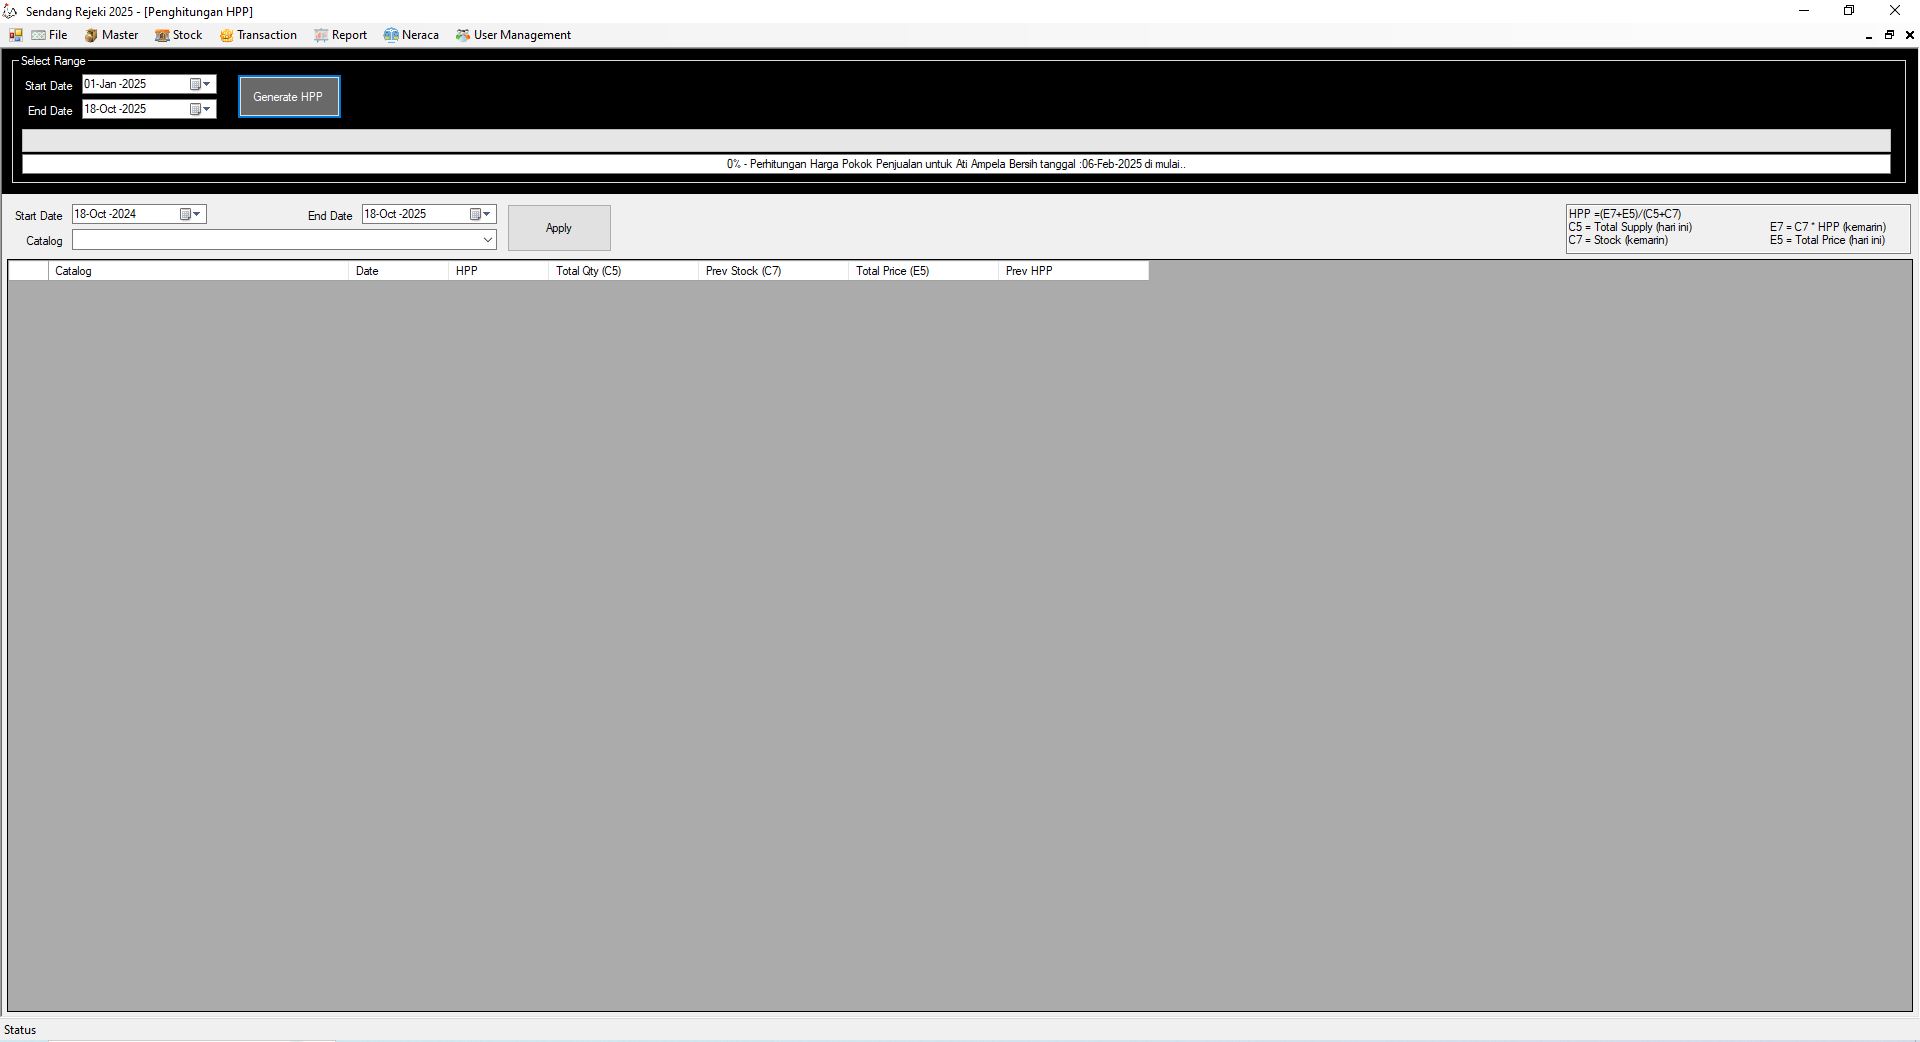 Sendang Rejeki 2025 - [Penghitungan HPP]
File Master Stock Transaction Report Neraca User Management
Select Range
Start Date 01-Jan -2025
Generate HPP
End Date 18-Oct -2025
0% - Perhitungan Harga Pokok Penjualan untuk Ati Ampela Bersih tanggal :06-Feb-2025 di mulai..
Start Date 18-Oct -2024 End Date 18-Oct -2025
Apply
Catalog
HPP =(E7+E5)/(C5+C7)
C5 = Total Supply (hari ini) E7 = C7 * HPP (kemarin)
C7 = Stock (kemarin) E5 = Total Price (hari ini)
Catalog Date HPP Total Qty (C5) Prev Stock (C7) Total Price (E5) Prev HPP
Status